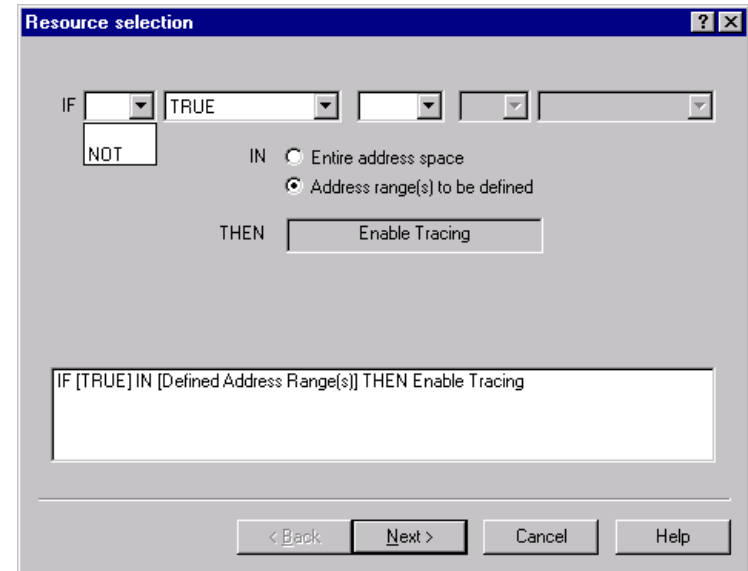 Resource selection
IF TRUE
NOT
IN Entire address space
Address range(s) to be defined
THEN Enable Tracing
IF [TRUE] IN [Defined Address Range(s)] THEN Enable Tracing
< Back Next > Cancel Help